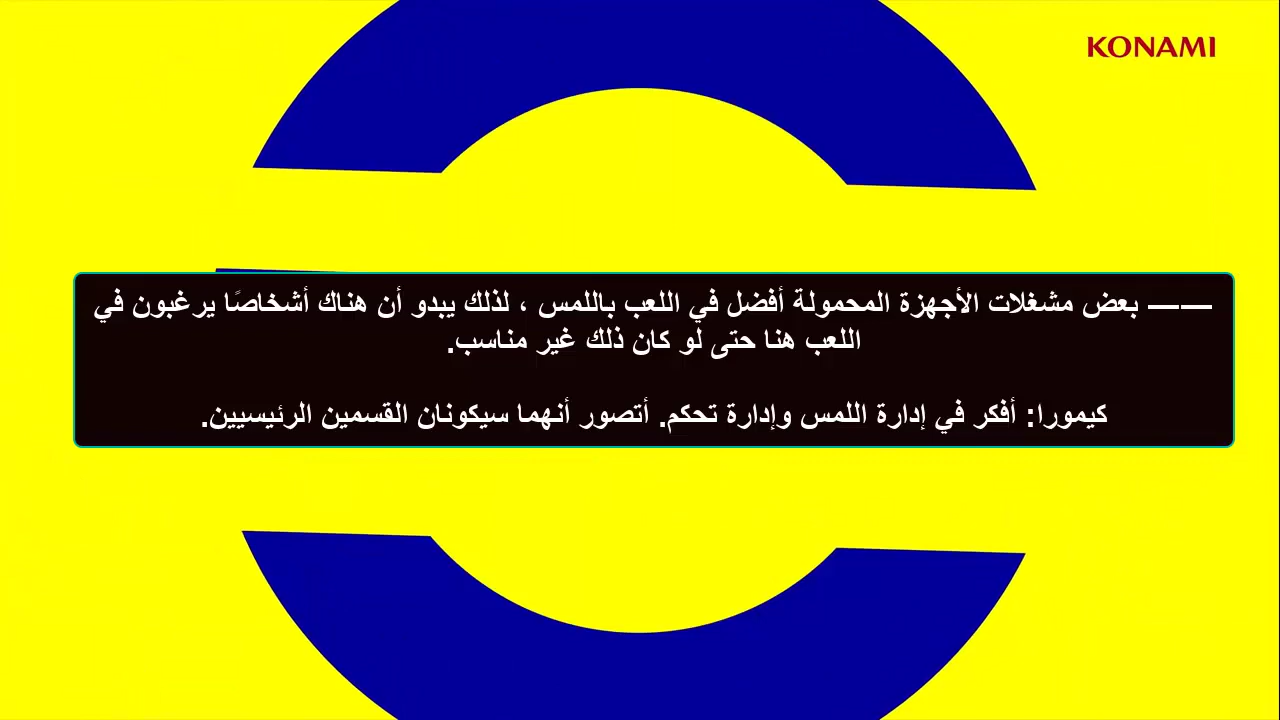 KONAMI
—— بعض مشغلات الأجهزة المحمولة أفضل في اللعب باللمس ، لذلك يبدو أن هناك أشخاصًا يرغبون في
اللعب هنا حتى لو كان ذلك غير مناسب.
كيمورا: أفكر في إدارة اللمس وإدارة تحكم. أتصور أنهما سيكونان القسمين الرئيسيين.